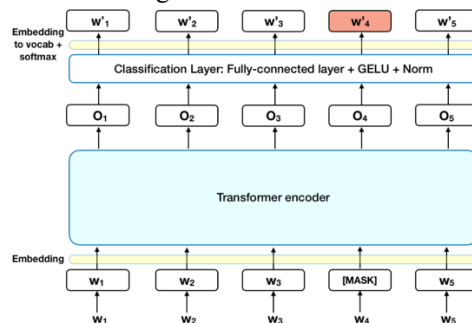 w'1 w'2 w'3 w'4 w'5
Embedding
to vocab +
softmax
Classification Layer: Fully-connected layer + GELU + Norm
O1 O2 O3 O4 O5
Transformer encoder
Embedding
w1 w2 w3 [MASK] w5
w1 w2 w3 w4 w5